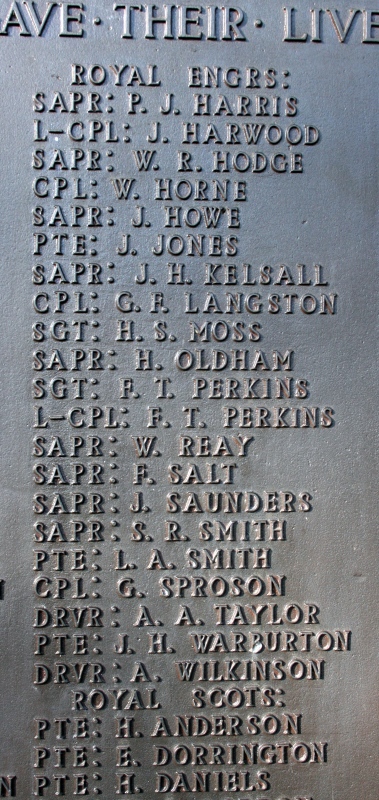 AVE · THEIR · LIVE
ROYAL ENGRS:
SAPR: P. J. HARRIS
L-CPL: J. HARWOOD
SAPR: W. R. HODGE
CPL: W. HORNE
SAPR: J. HOWE
PTE: J. JONES
SAPR: J. H. KELSALL
CPL: G. F. LANGSTON
SGT: H. S. MOSS
SAPR: H. OLDHAM
SGT: F. T. PERKINS
L-CPL: F. T. PERKINS
SAPR: W. REAY
SAPR: F. SALT
SAPR: J. SAUNDERS
SAPR: S. R. SMITH
PTE: L. A. SMITH
CPL: G. SPROSON
DRVR: A. A. TAYLOR
PTE: J. H. WARBURTON
DRVR: A. WILKINSON
ROYAL SCOTS:
PTE: H. ANDERSON
PTE: E. DORRINGTON
N PTE: H. DANIELS